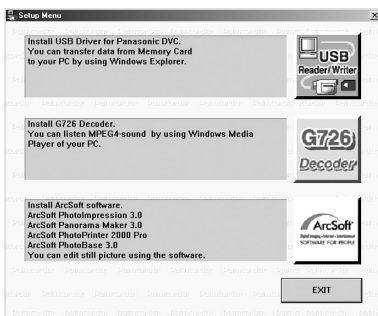 Setup Menu
Install USB Driver for Panasonic DVC.
You can transfer data from Memory Card
to your PC by using Windows Explorer.
USB
Reader/Writer
Install G726 Decoder.
You can listen MPEG4-sound by using Windows Media
Player of your PC.
G726
Decoder
Install ArcSoft software.
ArcSoft PhotoImpression 3.0
ArcSoft Panorama Maker 3.0
ArcSoft PhotoPrinter 2000 Pro
ArcSoft PhotoBase 3.0
You can edit still picture using the software.
ArcSoft
SOFTWARE FOR PEOPLE
EXIT